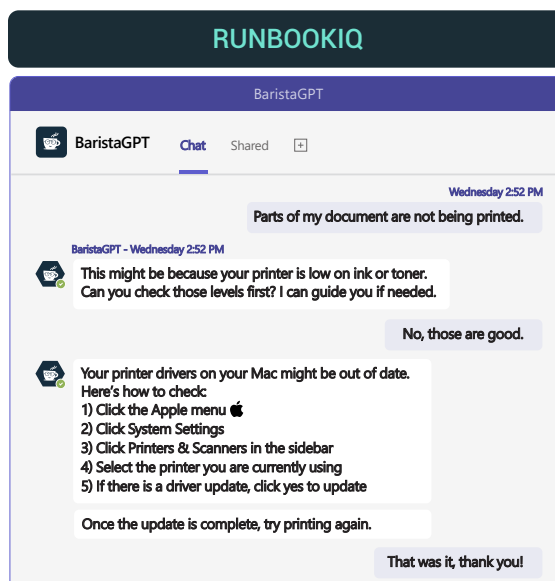 RUNBOOKIQ
BaristaGPT
BaristaGPT
Chat
Shared
Wednesday 2:52 PM
Parts of my document are not being printed.
BaristaGPT - Wednesday 2:52 PM
This might be because your printer is low on ink or toner.
Can you check those levels first? I can guide you if needed.
No, those are good.
Your printer drivers on your Mac might be out of date.
Here's how to check:
1) Click the Apple menu
2) Click System Settings
3) Click Printers & Scanners in the sidebar
4) Select the printer you are currently using
5) If there is a driver update, click yes to update
Once the update is complete, try printing again.
That was it, thank you!